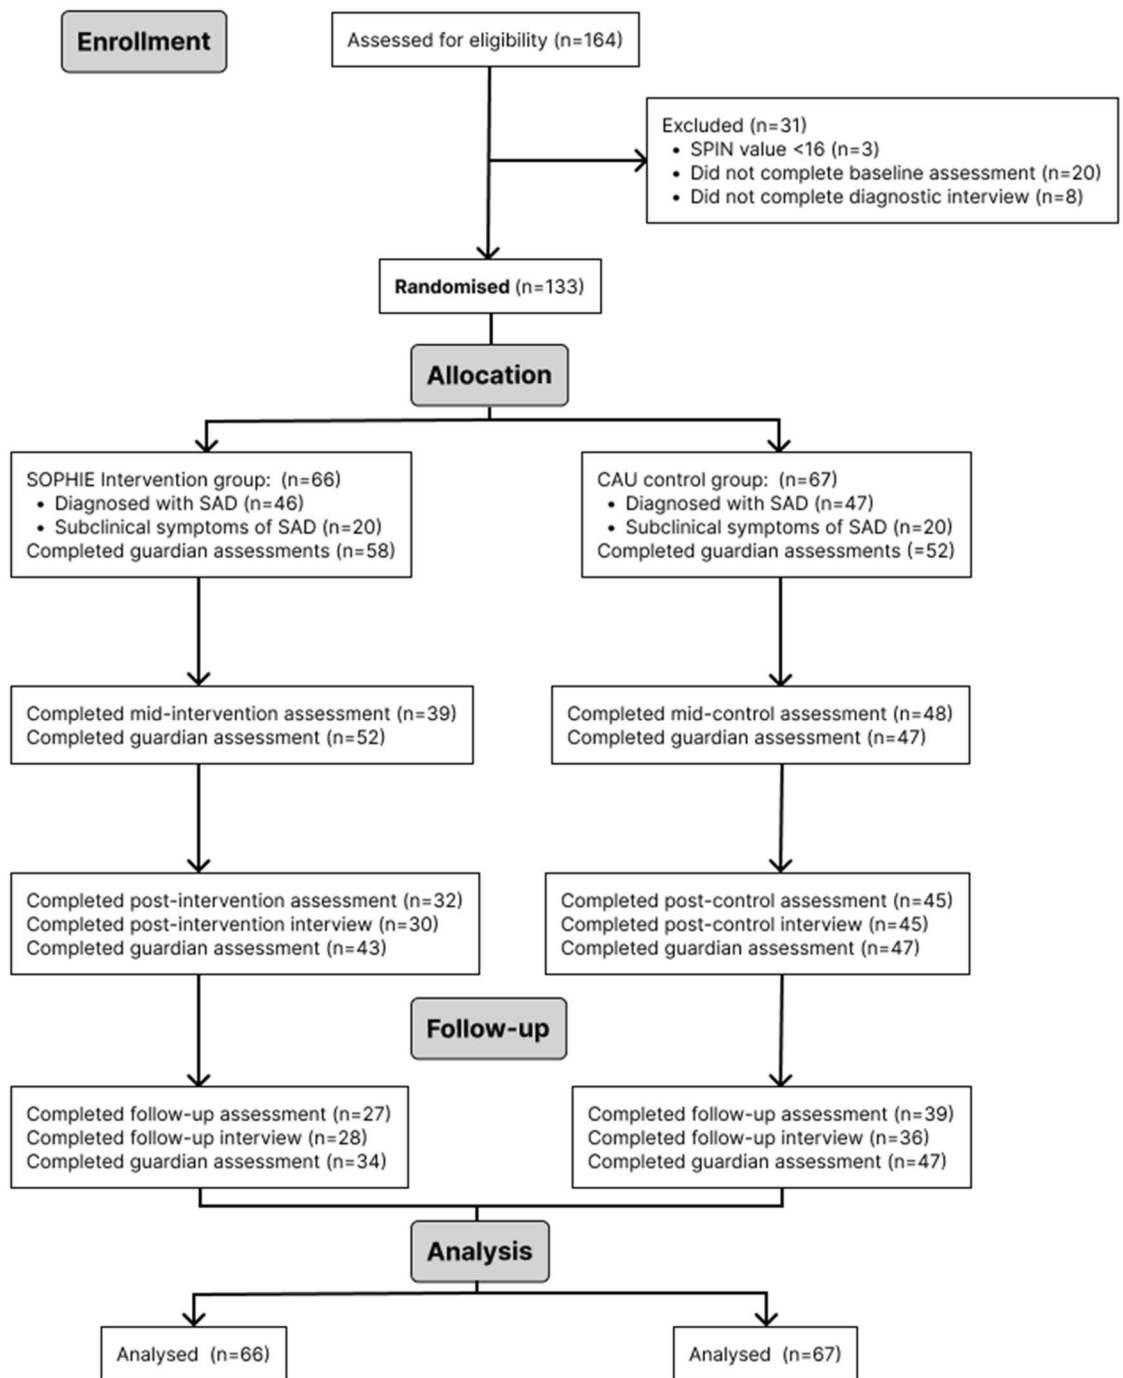 Enrollment
Assessed for eligibility (n=164)
Excluded (n=31)
• SPIN value <16 (n=3)
• Did not complete baseline assessment (n=20)
• Did not complete diagnostic interview (n=8)
Randomised (n=133)
Allocation
SOPHIE Intervention group:  (n=66)
• Diagnosed with SAD (n=46)
• Subclinical symptoms of SAD (n=20)
Completed guardian assessments (n=58)
CAU control group:  (n=67)
• Diagnosed with SAD (n=47)
• Subclinical symptoms of SAD (n=20)
Completed guardian assessments (=52)
Completed mid-intervention assessment (n=39)
Completed guardian assessment (n=52)
Completed mid-control assessment (n=48)
Completed guardian assessment (n=47)
Completed post-intervention assessment (n=32)
Completed post-intervention interview (n=30)
Completed guardian assessment (n=43)
Completed post-control assessment (n=45)
Completed post-control interview (n=45)
Completed guardian assessment (n=47)
Follow-up
Completed follow-up assessment (n=27)
Completed follow-up interview (n=28)
Completed guardian assessment (n=34)
Completed follow-up assessment (n=39)
Completed follow-up interview (n=36)
Completed guardian assessment (n=47)
Analysis
Analysed  (n=66)
Analysed  (n=67)